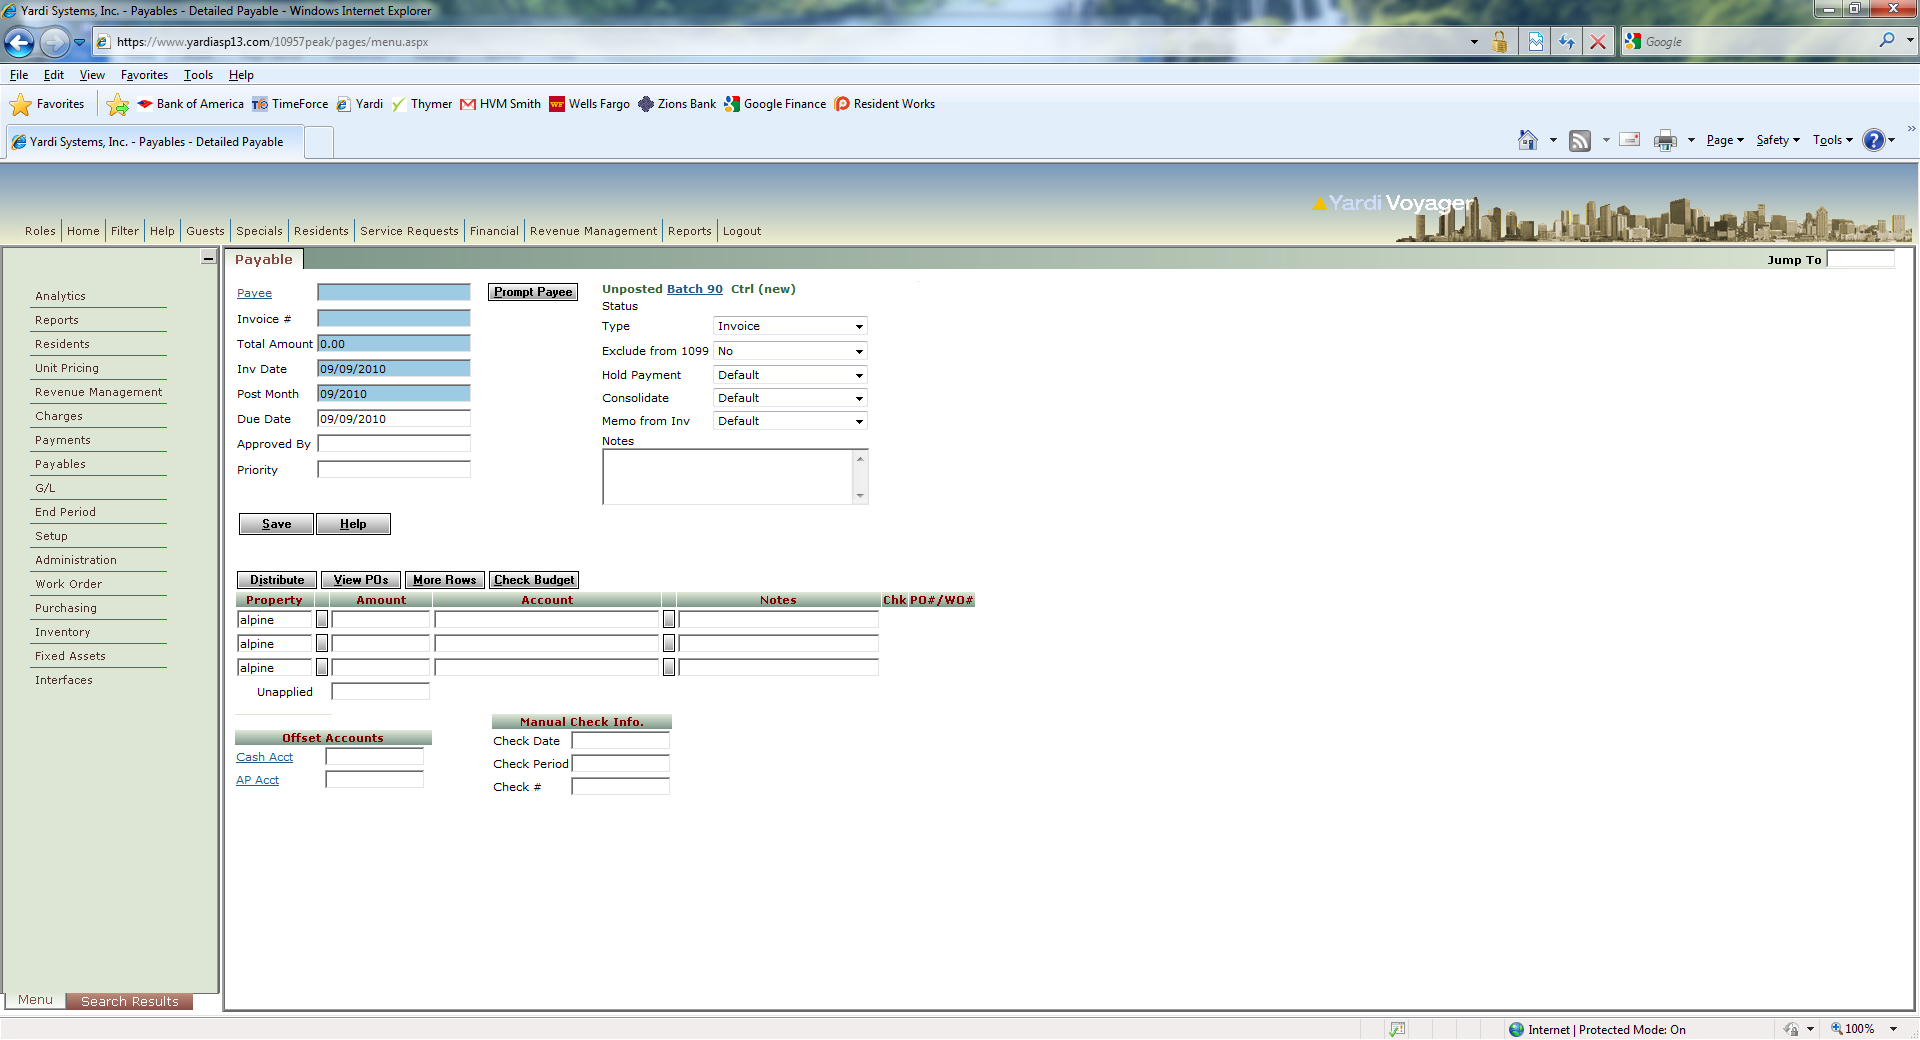 Yardi Systems, Inc. - Payables - Detailed Payable - Windows Internet Explorer
https://www.yardiasp13.com/10957peak/pages/menu.aspx
Google
File Edit View Favorites Tools Help
Favorites Bank of America TimeForce Yardi Thymer HVM Smith Wells Fargo Zions Bank Google Finance Resident Works
Yardi Systems, Inc. - Payables - Detailed Payable
Page Safety Tools
Yardi Voyager
Roles Home Filter Help Guests Specials Residents Service Requests Financial Revenue Management Reports Logout
Payable
Jump To
Analytics
Reports
Residents
Unit Pricing
Revenue Management
Charges
Payments
Payables
G/L
End Period
Setup
Administration
Work Order
Purchasing
Inventory
Fixed Assets
Interfaces
Menu Search Results
Payee Prompt Payee
Invoice #
Total Amount 0.00
Inv Date 09/09/2010
Post Month 09/2010
Due Date 09/09/2010
Approved By
Priority
Unposted Batch 90 Ctrl (new)
Status
Type Invoice
Exclude from 1099 No
Hold Payment Default
Consolidate Default
Memo from Inv Default
Notes
Save Help
Distribute View POs More Rows Check Budget
Property Amount Account Notes Chk PO#/WO#
alpine
alpine
alpine
Unapplied
Offset Accounts
Cash Acct
AP Acct
Manual Check Info.
Check Date
Check Period
Check #
Internet | Protected Mode: On
100%